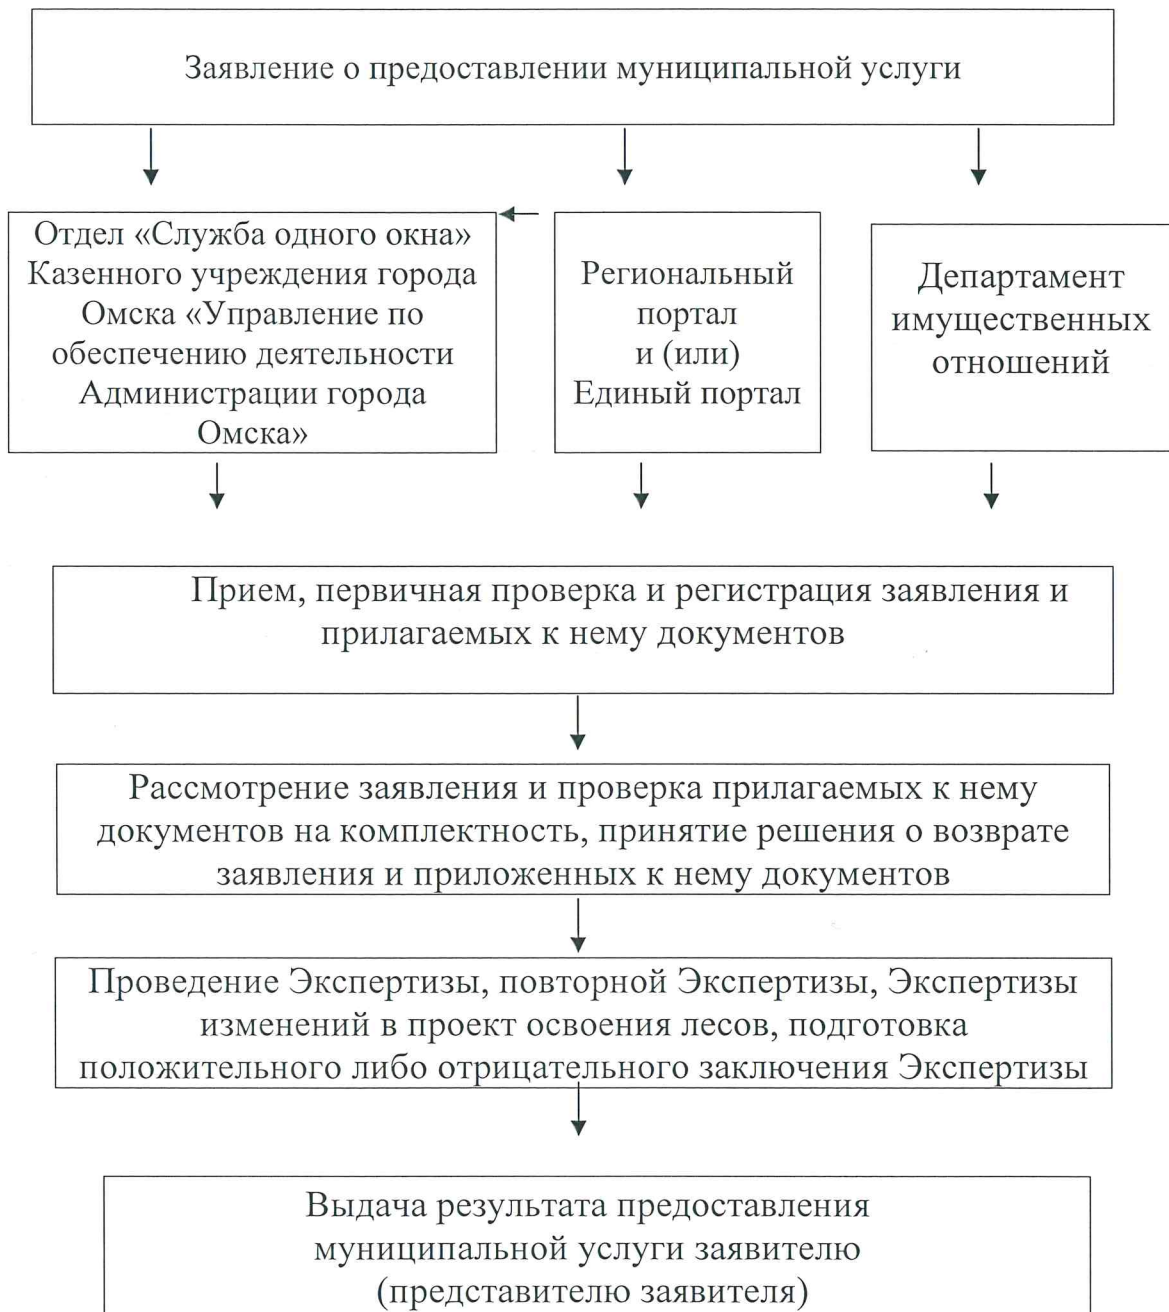 Заявление о предоставлении муниципальной услуги
Отдел «Служба одного окна»
Казенного учреждения города
Омска «Управление по
обеспечению деятельности
Администрации города
Омска»
Региональный
портал
и (или)
Единый портал
Департамент
имущественных
отношений
Прием, первичная проверка и регистрация заявления и
прилагаемых к нему документов
Рассмотрение заявления и проверка прилагаемых к нему
документов на комплектность, принятие решения о возврате
заявления и приложенных к нему документов
Проведение Экспертизы, повторной Экспертизы, Экспертизы
изменений в проект освоения лесов, подготовка
положительного либо отрицательного заключения Экспертизы
Выдача результата предоставления
муниципальной услуги заявителю
(представителю заявителя)